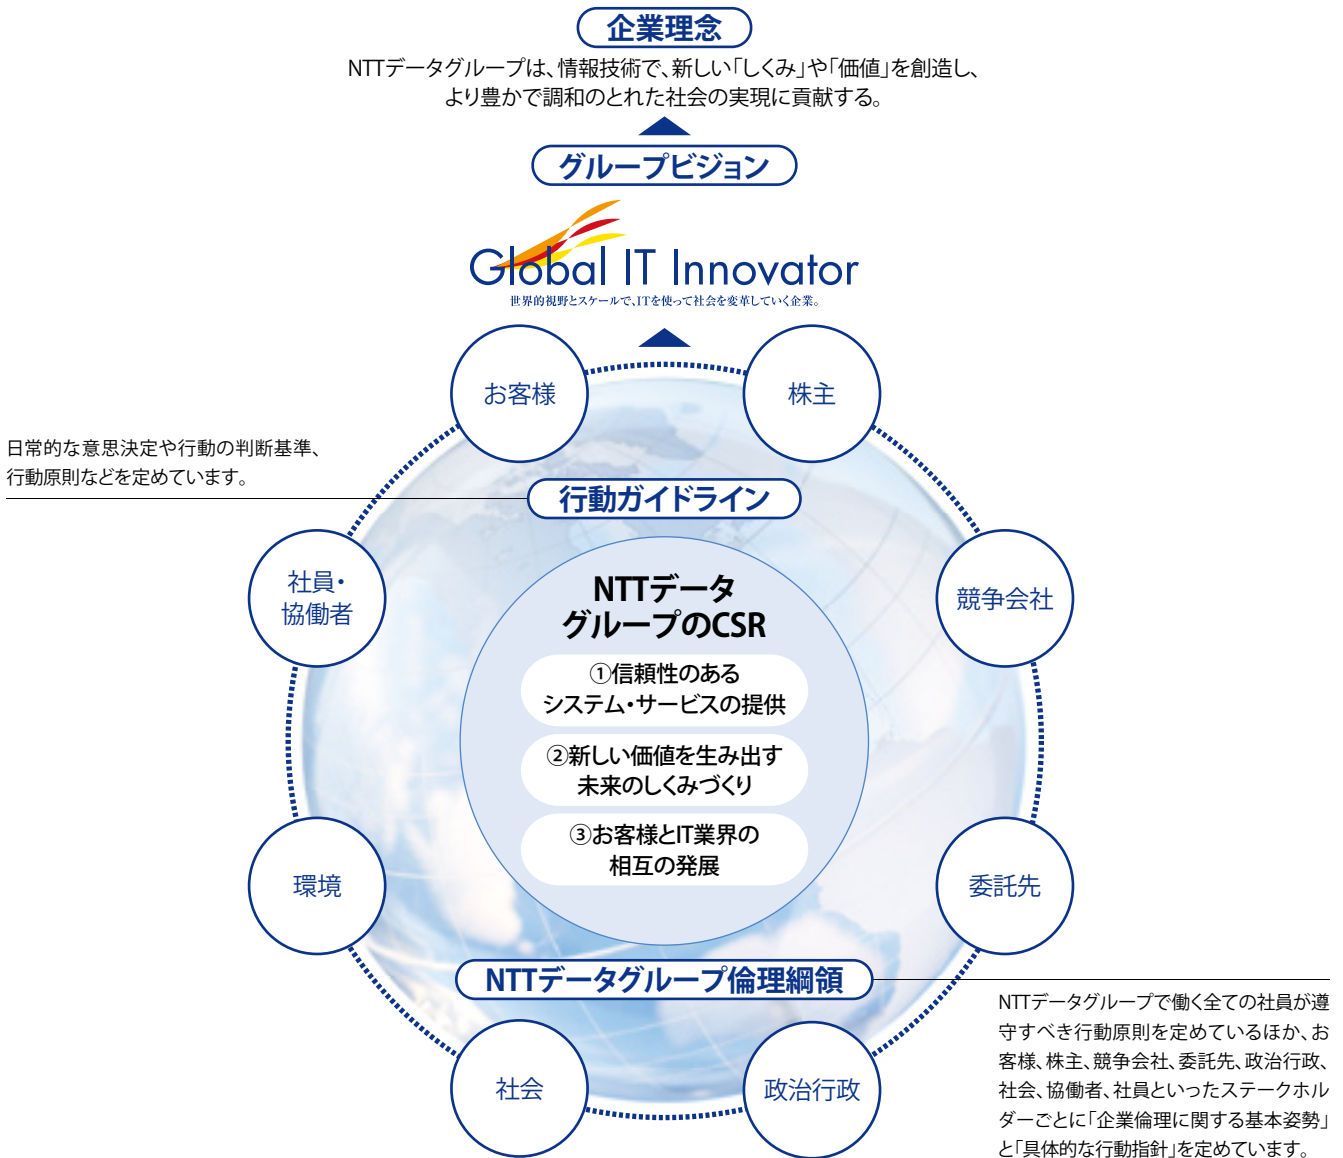 企業理念
NTTデータグループは、情報技術で、新しい「しくみ」や「価値」を創造し、
より豊かで調和のとれた社会の実現に貢献する。
グループビジョン
Global IT Innovator
世界的視野とスケールで、ITを使って社会を変革していく企業。
お客様
株主
日常的な意思決定や行動の判断基準、
行動原則などを定めています。
行動ガイドライン
社員・
協働者
競争会社
NTTデータ
グループのCSR
①信頼性のある
システム・サービスの提供
②新しい価値を生み出す
未来のしくみづくり
③お客様とIT業界の
相互の発展
環境
委託先
NTTデータグループ倫理綱領
NTTデータグループで働く全ての社員が遵
守すべき行動原則を定めているほか、お
客様、株主、競争会社、委託先、政治行政、
社会、協働者、社員といったステークホル
ダーごとに「企業倫理に関する基本姿勢」
と「具体的な行動指針」を定めています。
社会
政治行政